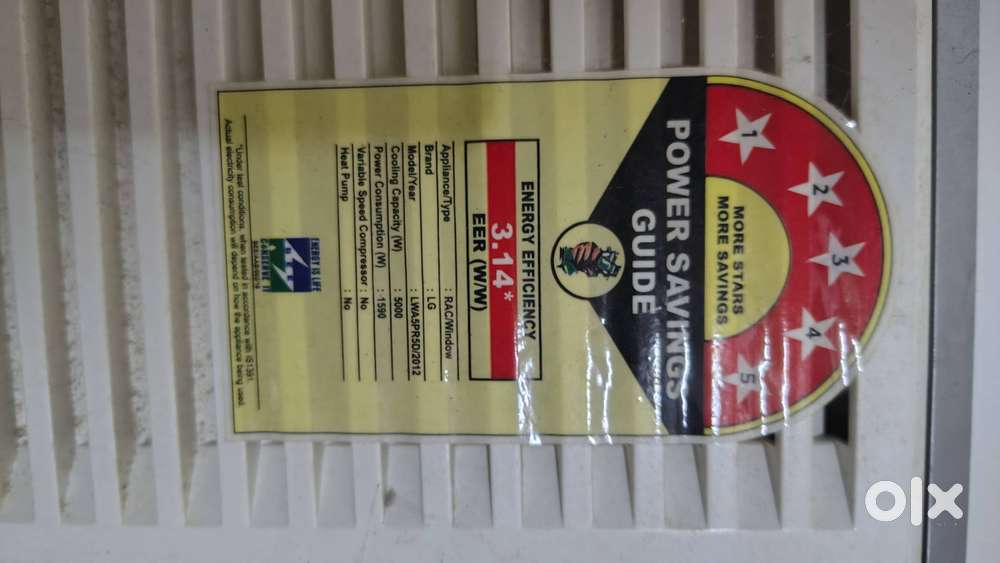 1 2 3 4 5
MORE STARS
MORE SAVINGS
POWER SAVINGS
GUIDE
ENERGY EFFICIENCY
3.14*
EER (W/W)
Appliance/Type : RAC/Window
Brand : LG
Model/Year : LWA5PR5D/2012
Cooling Capacity (W) : 5000
Power Consumption (W) : 1590
Variable Speed Compressor : No
Heat Pump : No
ENERGY IS LIFE
CONSERVE IT
*Under test conditions, when tested in accordance with IS1391.
Actual electricity consumption will depend on how the appliance being used.
olx